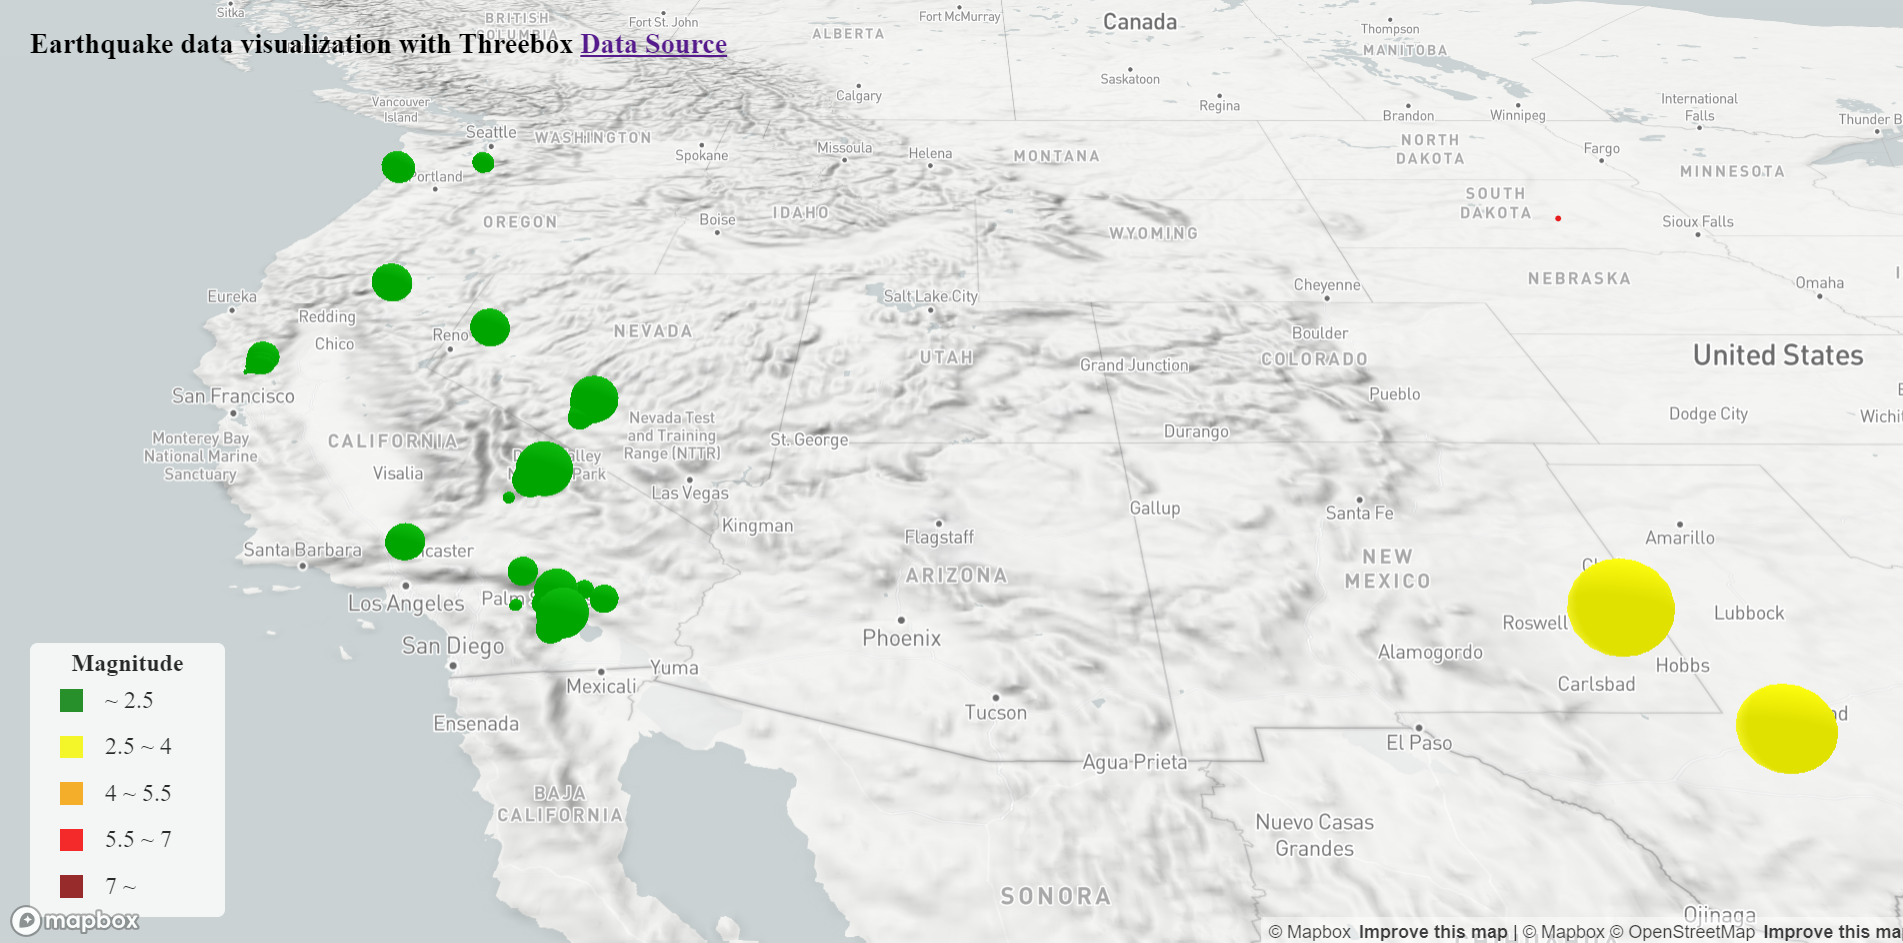 Sitka
BRITISH
COLUMBIA
Fort St. John
Fort McMurray
ALBERTA
Canada
Thompson
MANITOBA
Earthquake data visualization with Threebox Data Source
Saskatoon
Calgary
Regina
Brandon
Winnipeg
International
Falls
Thunder B
Vancouver
Island
Seattle
WASHINGTON
Spokane
Missoula
Helena
MONTANA
NORTH
DAKOTA
Fargo
MINNESOTA
ortland
OREGON
Boise
IDAHO
WYOMING
SOUTH
DAKOTA
Sioux Falls
NEBRASKA
Omaha
Eureka
Redding
Chico
Reno
NEVADA
Salt Lake City
UTAH
Cheyenne
Boulder
COLORADO
Grand Junction
United States
San Francisco
Pueblo
Dodge City
Wichit
Monterey Bay
National Marine
Sanctuary
CALIFORNIA
Visalia
Nevada Test
and Training
Range (NTTR)
St. George
Durango
lley
Park
Las Vegas
Kingman
Flagstaff
Gallup
Santa Fe
Amarillo
Santa Barbara
ncaster
ARIZONA
NEW
MEXICO
Los Angeles
Palm
Phoenix
Roswell
Lubbock
San Diego
Yuma
Mexicali
Alamogordo
Hobbs
Carlsbad
Magnitude
~ 2.5
2.5 ~ 4
4 ~ 5.5
5.5 ~ 7
7 ~
Ensenada
Tucson
El Paso
nd
Agua Prieta
BAJA
CALIFORNIA
Nuevo Casas
Grandes
SONORA
Ojinaga
mapbox
© Mapbox Improve this map | © Mapbox © OpenStreetMap Improve this ma